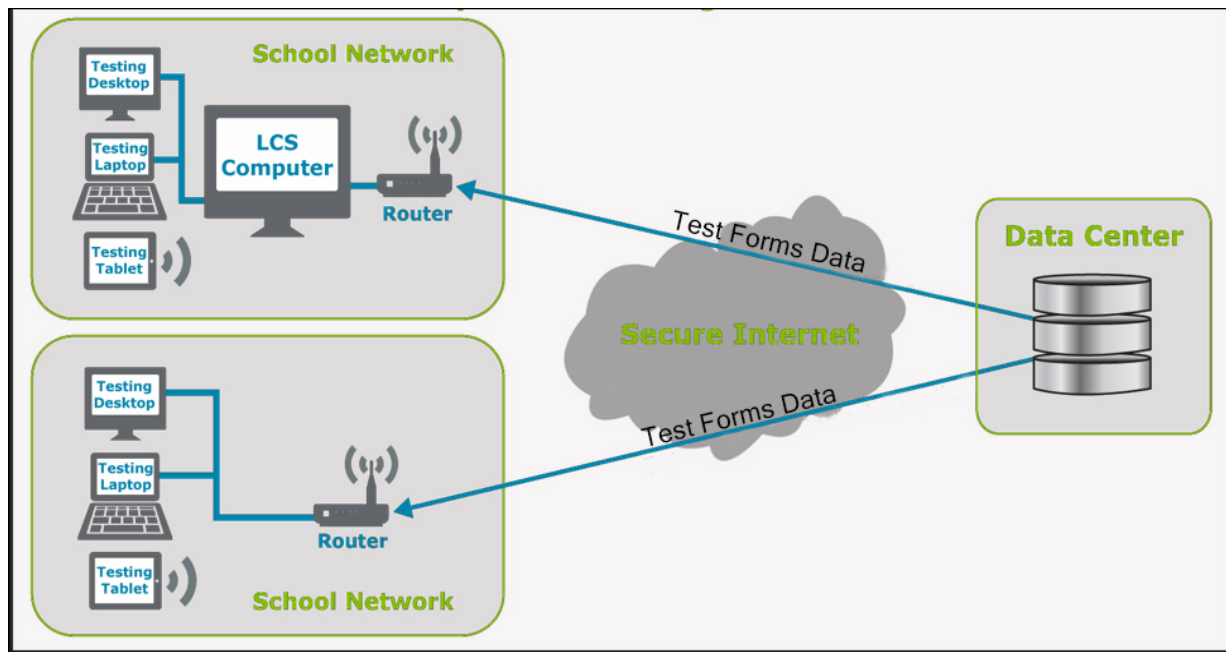 School Network
Testing
Desktop
Testing
Laptop
Testing
Tablet
LCS
Computer
Router
Test Forms Data
Secure Internet
Test Forms Data
Data Center
Testing
Desktop
Testing
Laptop
Testing
Tablet
Router
School Network